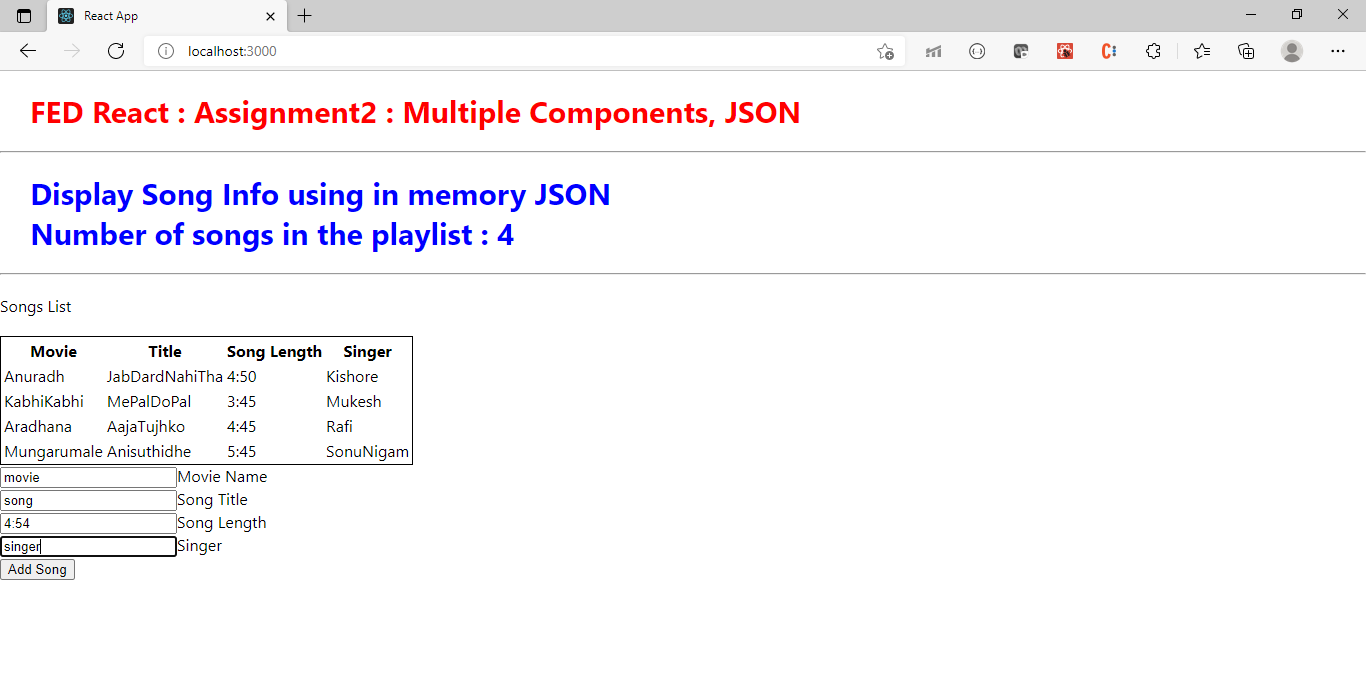 React App
localhost:3000
FED React : Assignment2 : Multiple Components, JSON
Display Song Info using in memory JSON
Number of songs in the playlist : 4
Songs List
Movie Title Song Length Singer
Anuradh JabDardNahiTha 4:50 Kishore
KabhiKabhi MePalDoPal 3:45 Mukesh
Aradhana AajaTujhko 4:45 Rafi
Mungarumale Anisuthidhe 5:45 SonuNigam
movie Movie Name
song Song Title
4:54 Song Length
singer Singer
Add Song